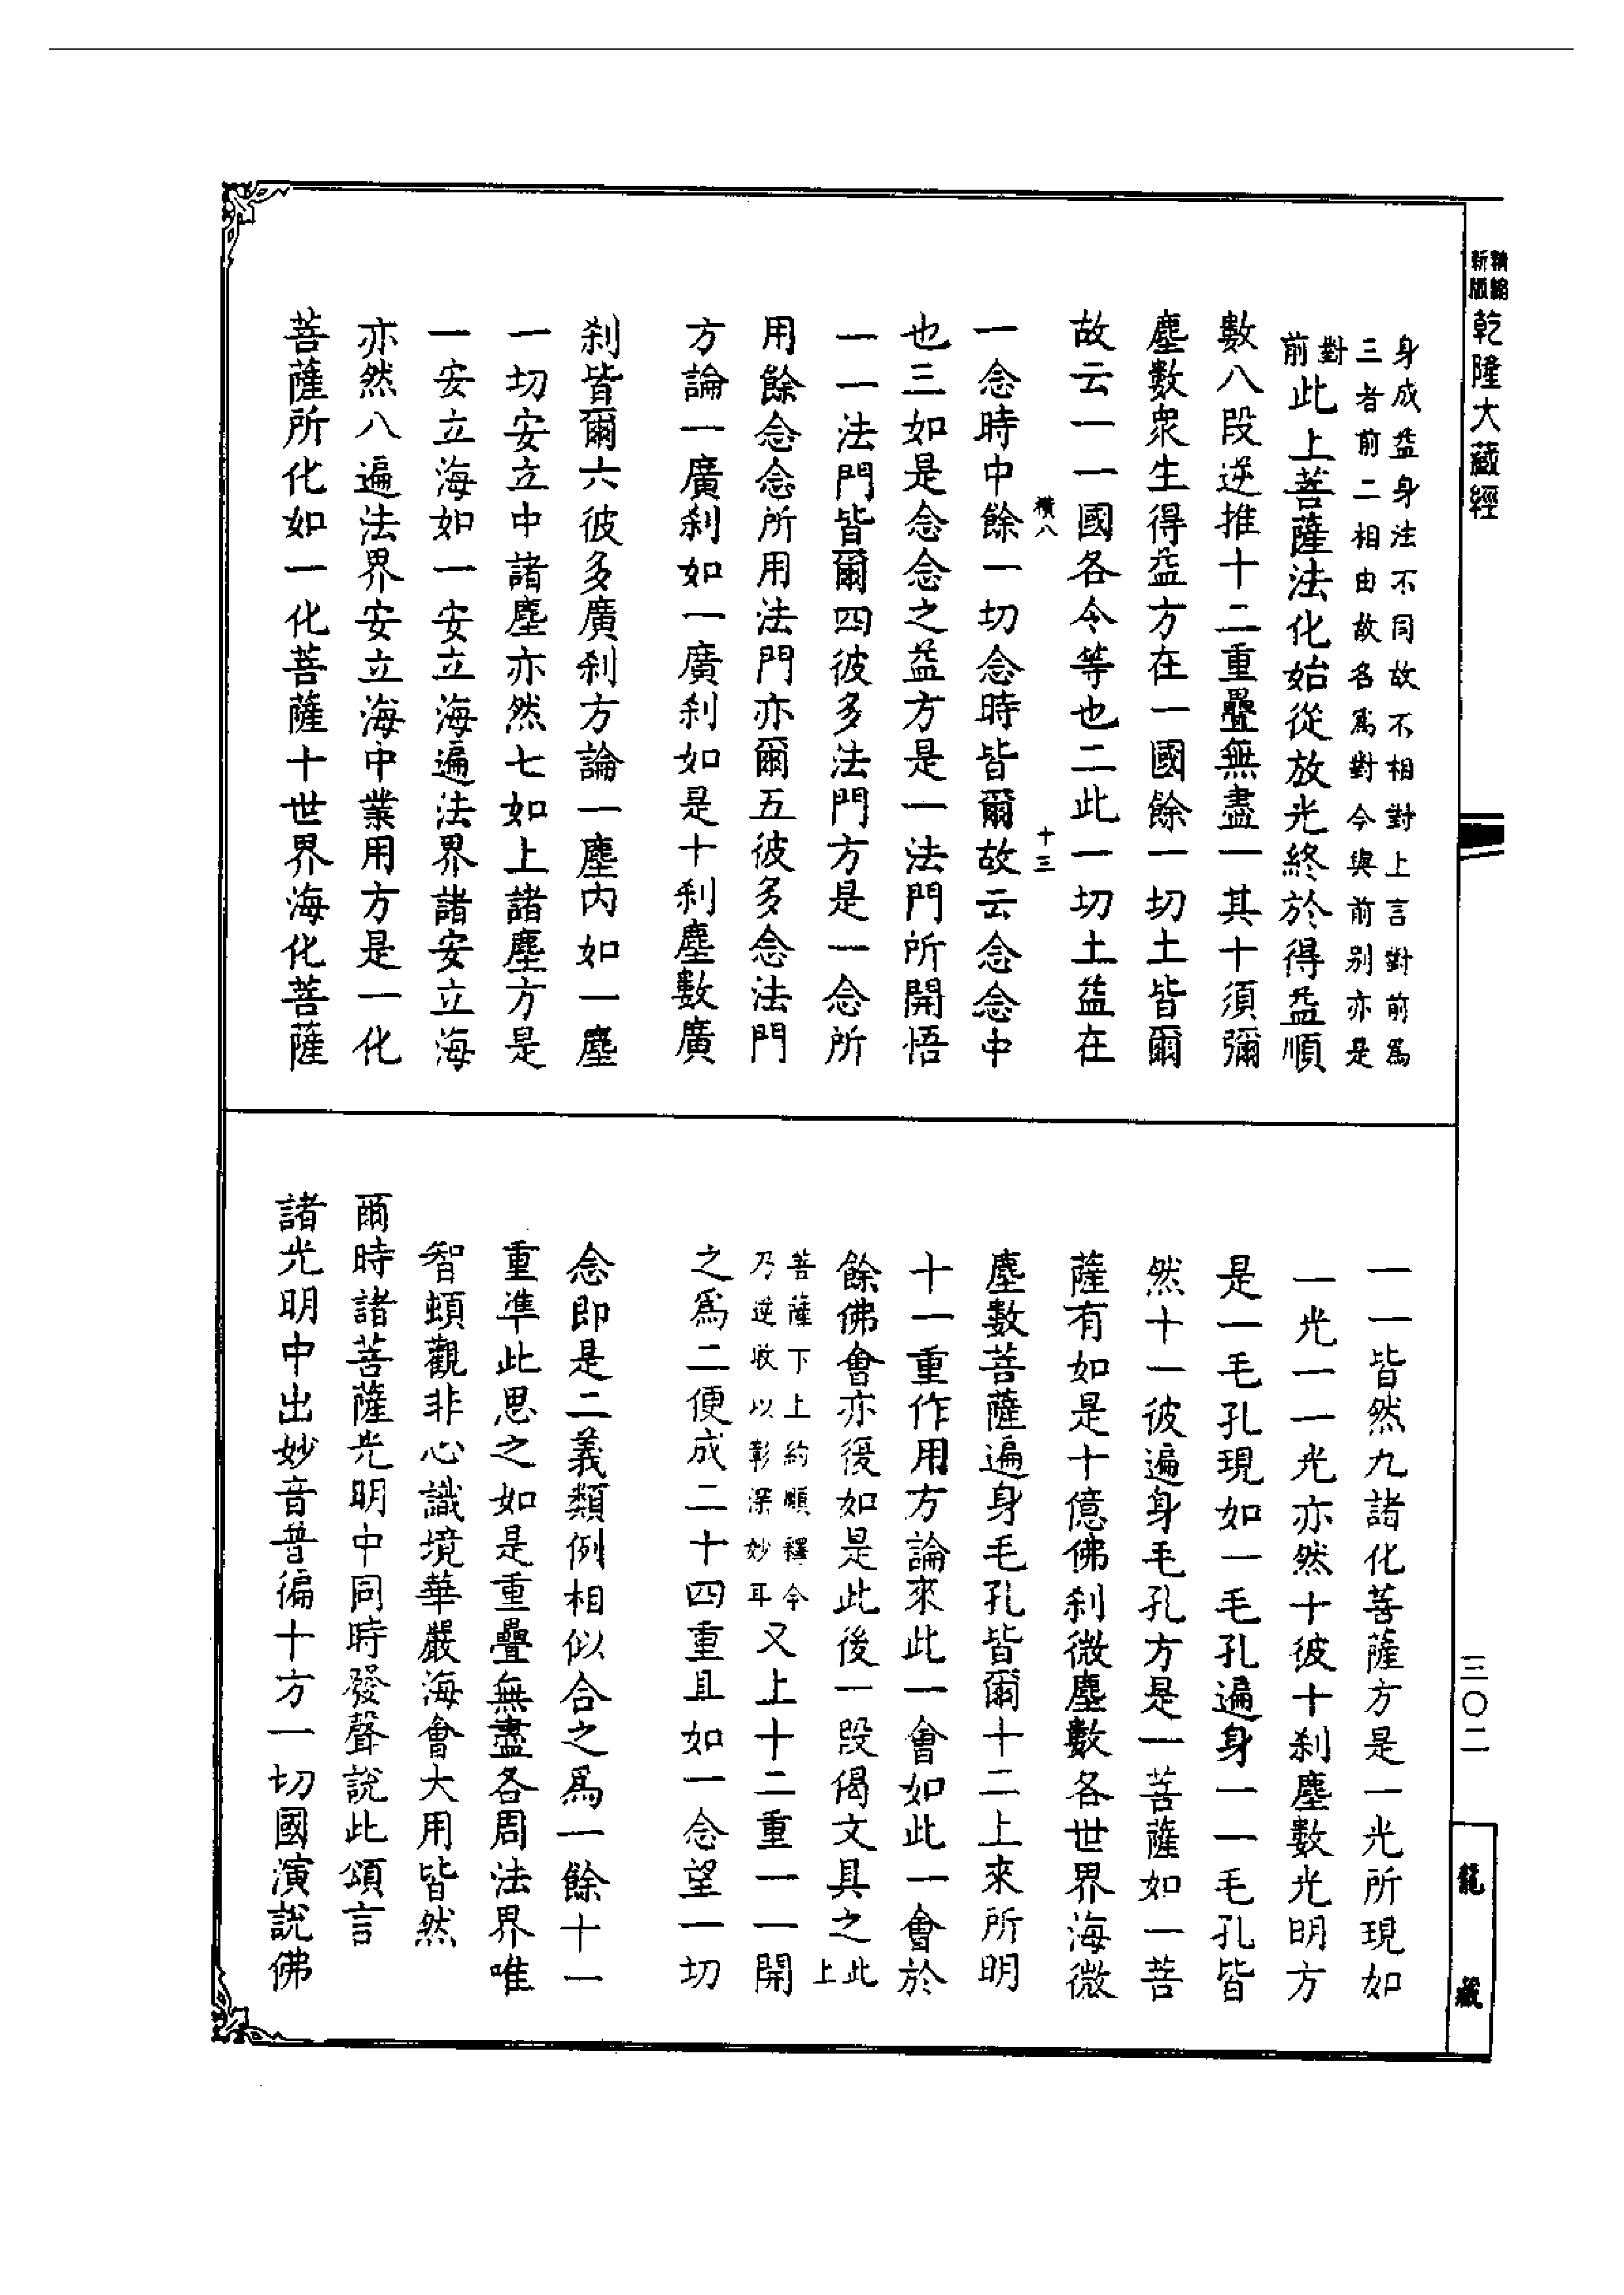 精縮新版乾隆大藏經
身成益身法不同故不相對上言對前爲
三者前二相由故名爲對今與前别亦是
對
前此上菩薩法化始從放光終於得益順
數八段逆推十二重疊無盡一其十須彌
塵數衆生得益方在一國餘一切土皆爾
故云一一國各令等也二此一切土益在
横八 十三
一念時中餘一切念時皆爾故云念念中
也三如是念念之益方是一法門所開悟
一一法門皆爾四彼多法門方是一念所
用餘念念所用法門亦爾五彼多念法門
方論一廣刹如一廣刹如是十刹塵數廣
刹皆爾六彼多廣刹方論一塵内如一塵
一切安立中諸塵亦然七如上諸塵方是
一安立海如一安立海遍法界諸安立海
亦然八遍法界安立海中業用方是一化
菩薩所化如一化菩薩十世界海化菩薩
一一皆然九諸化菩薩方是一光所現如
一光一一光亦然十彼十刹塵數光明方
是一毛孔現如一毛孔遍身一一毛孔皆
然十一彼遍身毛孔方是一菩薩如一菩
薩有如是十億佛刹微塵數各世界海微
塵數菩薩遍身毛孔皆爾十二上來所明
十一重作用方論來此一會如此一會於
餘佛會亦復如是此後一段偈文具之此上
菩薩下上約順釋今
乃逆收以彰深妙耳又上十二重一一開
之爲二便成二十四重且如一念望一切
念即是二義類例相似合之爲一餘十一
重準此思之如是重疊無盡各周法界唯
智頓觀非心識境華嚴海會大用皆然
爾時諸菩薩光明中同時發聲說此頌言
諸光明中出妙音普徧十方一切國演說佛
三〇二
龍藏